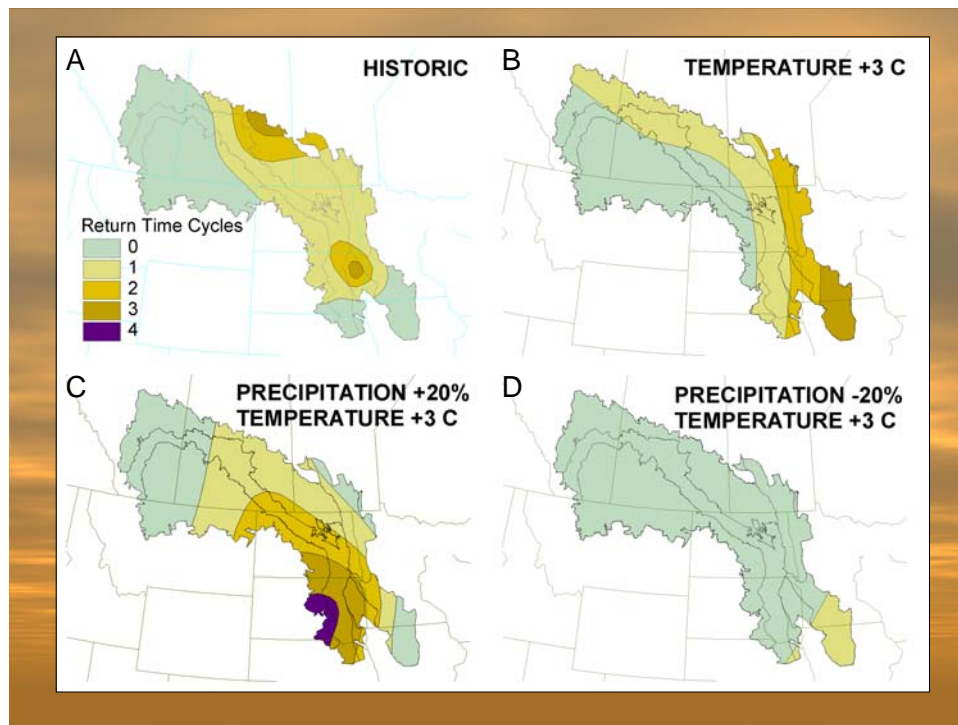 A
HISTORIC
Return Time Cycles
0
1
2
3
4
B
TEMPERATURE +3 C
C
PRECIPITATION +20%
TEMPERATURE +3 C
D
PRECIPITATION -20%
TEMPERATURE +3 C